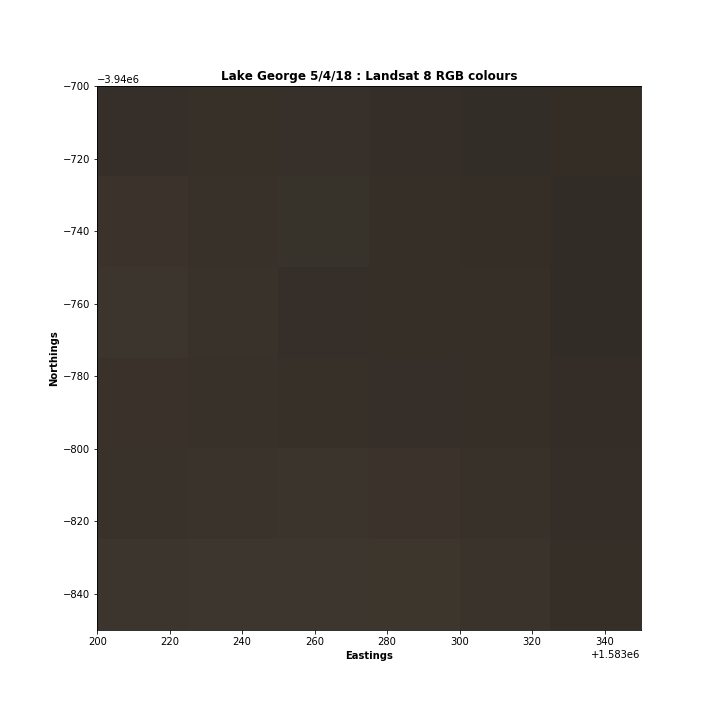 Lake George 5/4/18 : Landsat 8 RGB colours
−3.94e6
−700
−720
−740
−760
−780
−800
−820
−840
Northings
200 220 240 260 280 300 320 340
+1.583e6
Eastings